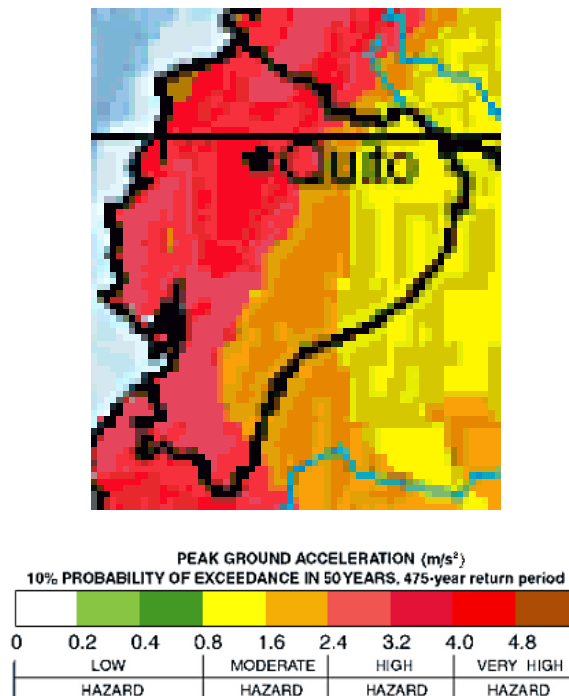 Quito
PEAK GROUND ACCELERATION (m/s²)
10% PROBABILITY OF EXCEEDANCE IN 50 YEARS, 475-year return period
0 0.2 0.4 0.8 1.6 2.4 3.2 4.0 4.8
LOW MODERATE HIGH VERY HIGH
HAZARD HAZARD HAZARD HAZARD